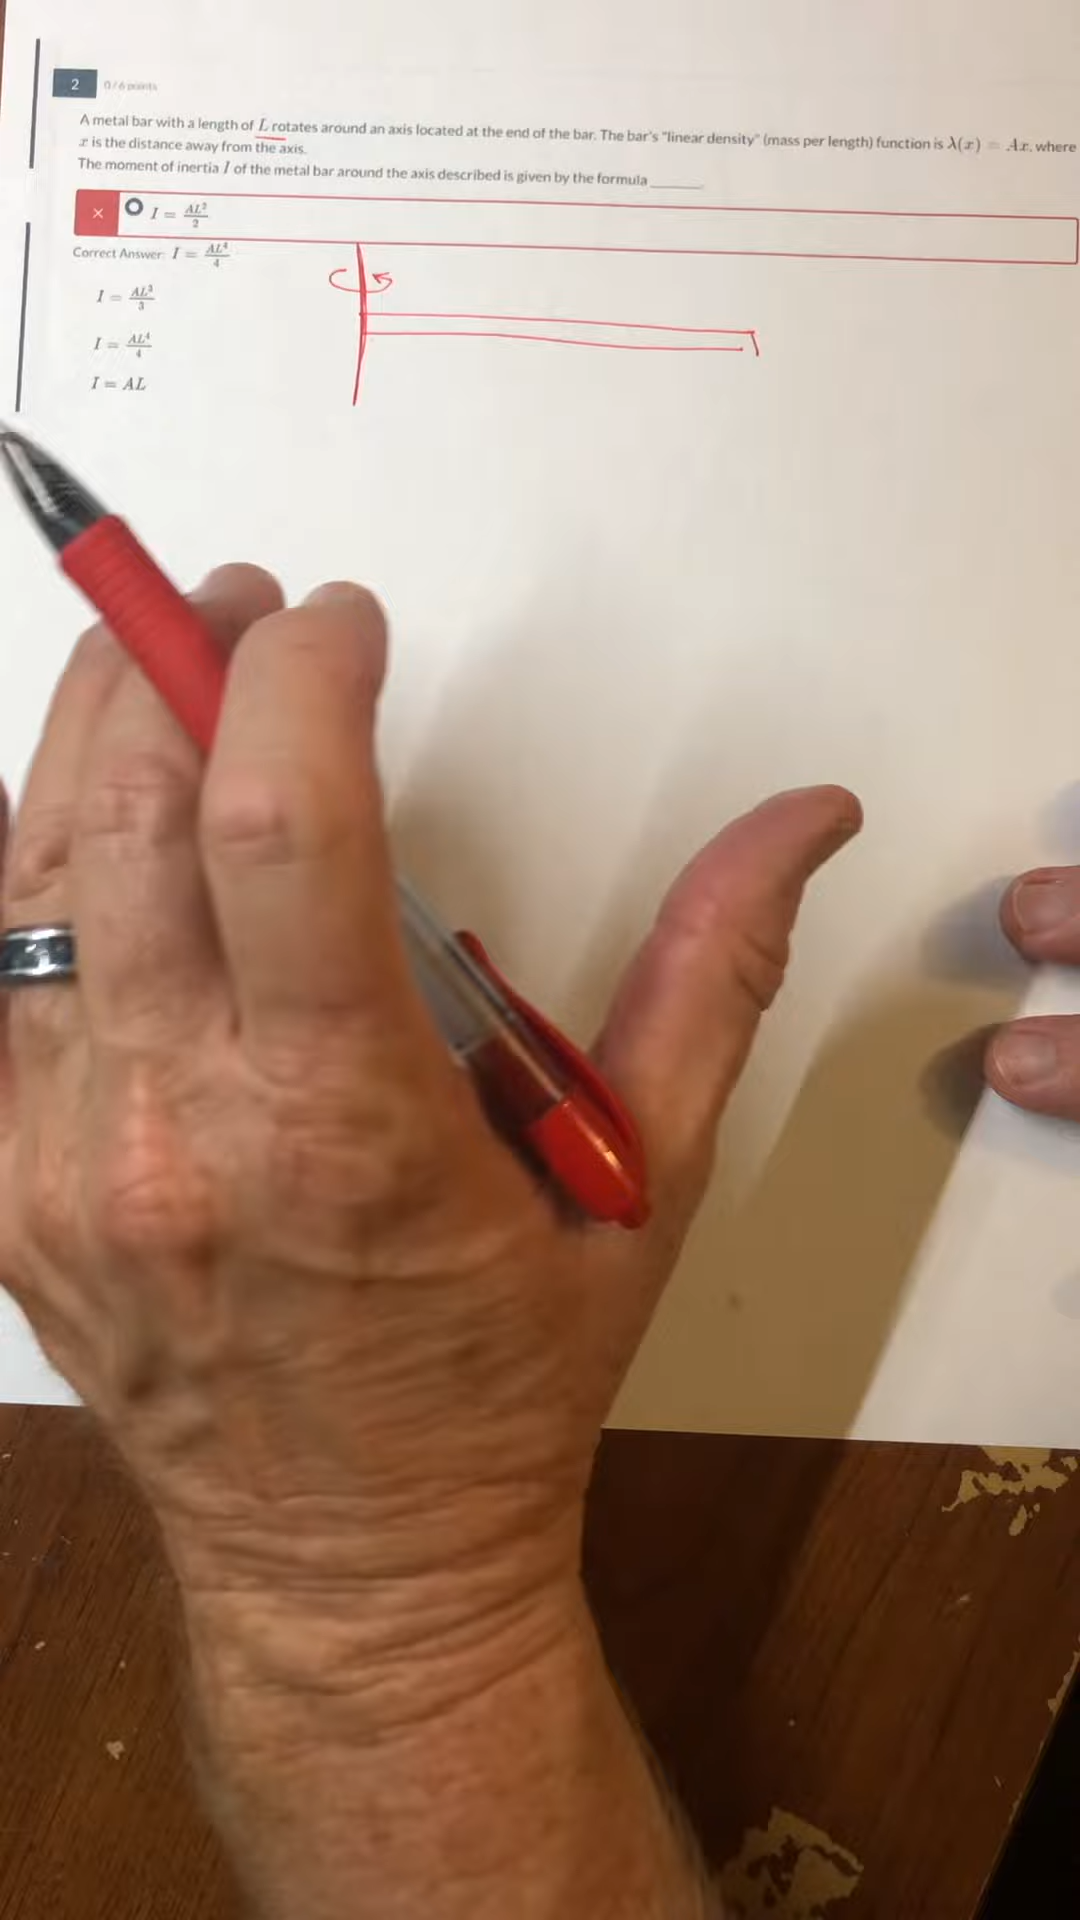 2 0 / 6 points
A metal bar with a length of L rotates around an axis located at the end of the bar. The bar's "linear density" (mass per length) function is λ(x) = Ax, where
x is the distance away from the axis.
The moment of inertia I of the metal bar around the axis described is given by the formula ______.
× I = AL²/2
Correct Answer: I = AL⁴/4
I = AL³/3
I = AL⁴/4
I = AL